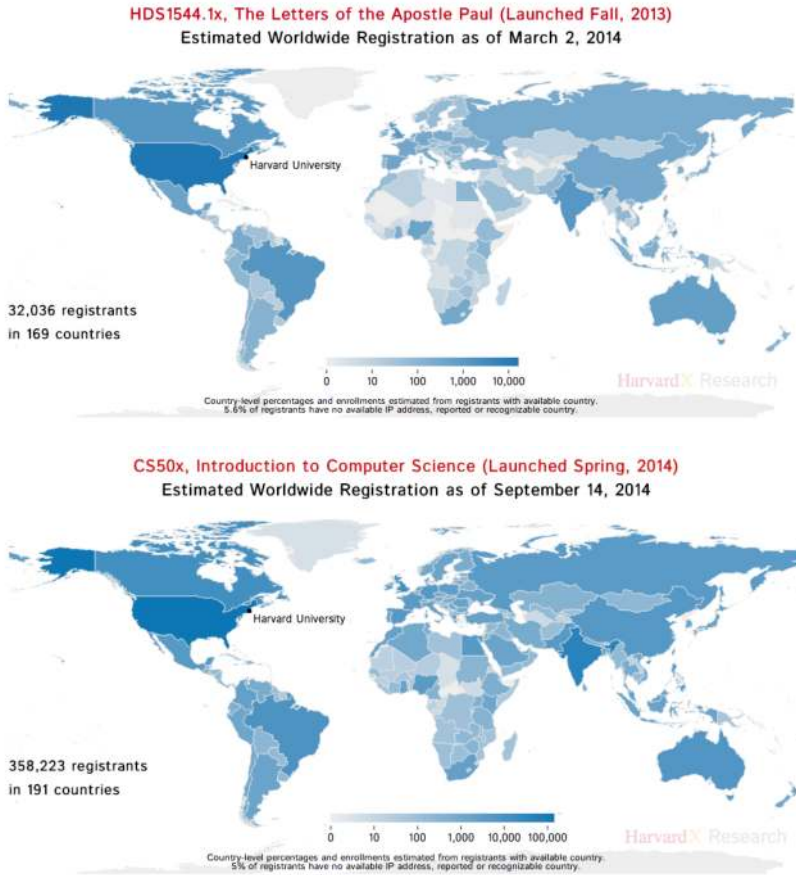 HDS1544.1x, The Letters of the Apostle Paul (Launched Fall, 2013)
Estimated Worldwide Registration as of March 2, 2014
Harvard University
32,036 registrants
in 169 countries
0 10 100 1,000 10,000
HarvardX Research
Country-level percentages and enrollments estimated from registrants with available country.
5.6% of registrants have no available IP address, reported or recognizable country.
CS50x, Introduction to Computer Science (Launched Spring, 2014)
Estimated Worldwide Registration as of September 14, 2014
Harvard University
358,223 registrants
in 191 countries
0 10 100 1,000 10,000 100,000
HarvardX Research
Country-level percentages and enrollments estimated from registrants with available country.
5% of registrants have no available IP address, reported or recognizable country.